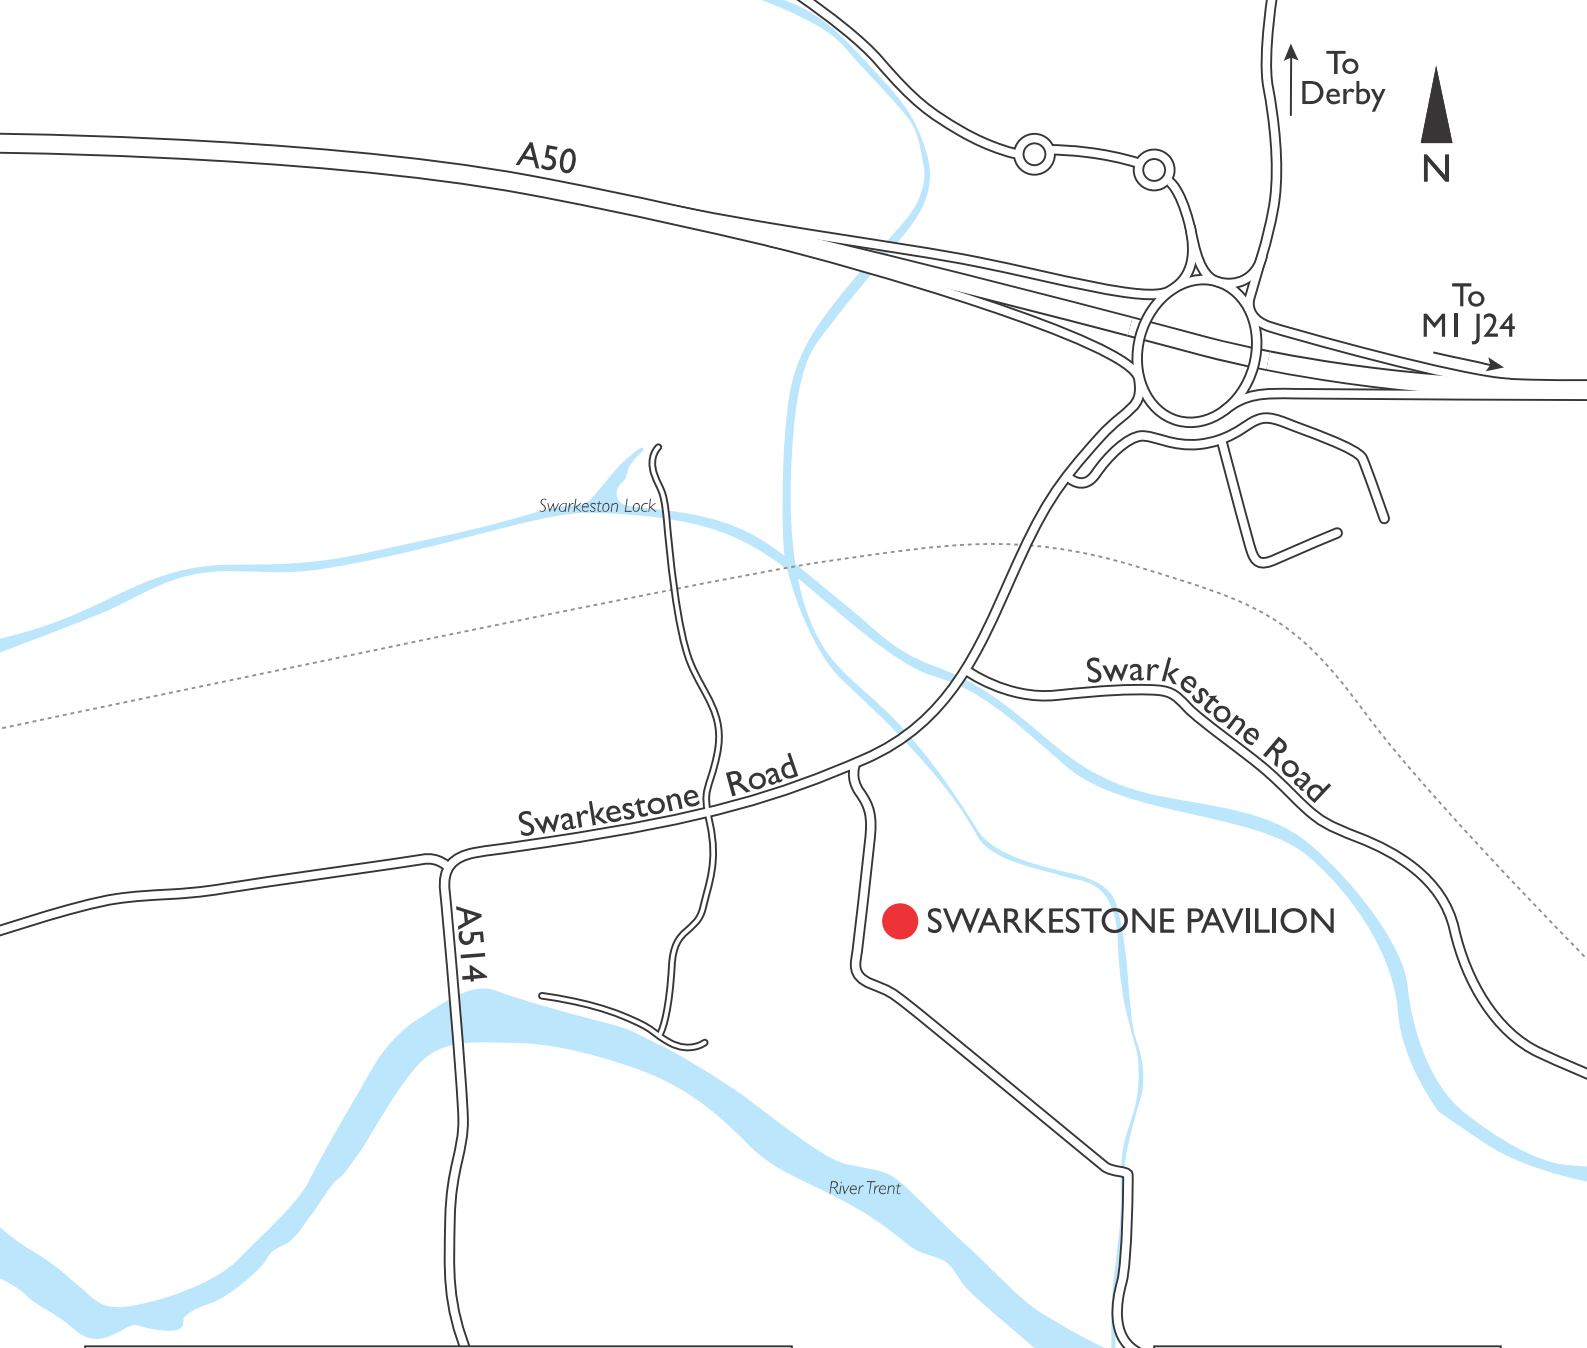 To
Derby
N
A50
To
M1 J24
Swarkeston Lock
Swarkestone Road
Swarkestone Road
A514
SWARKESTONE PAVILION
River Trent